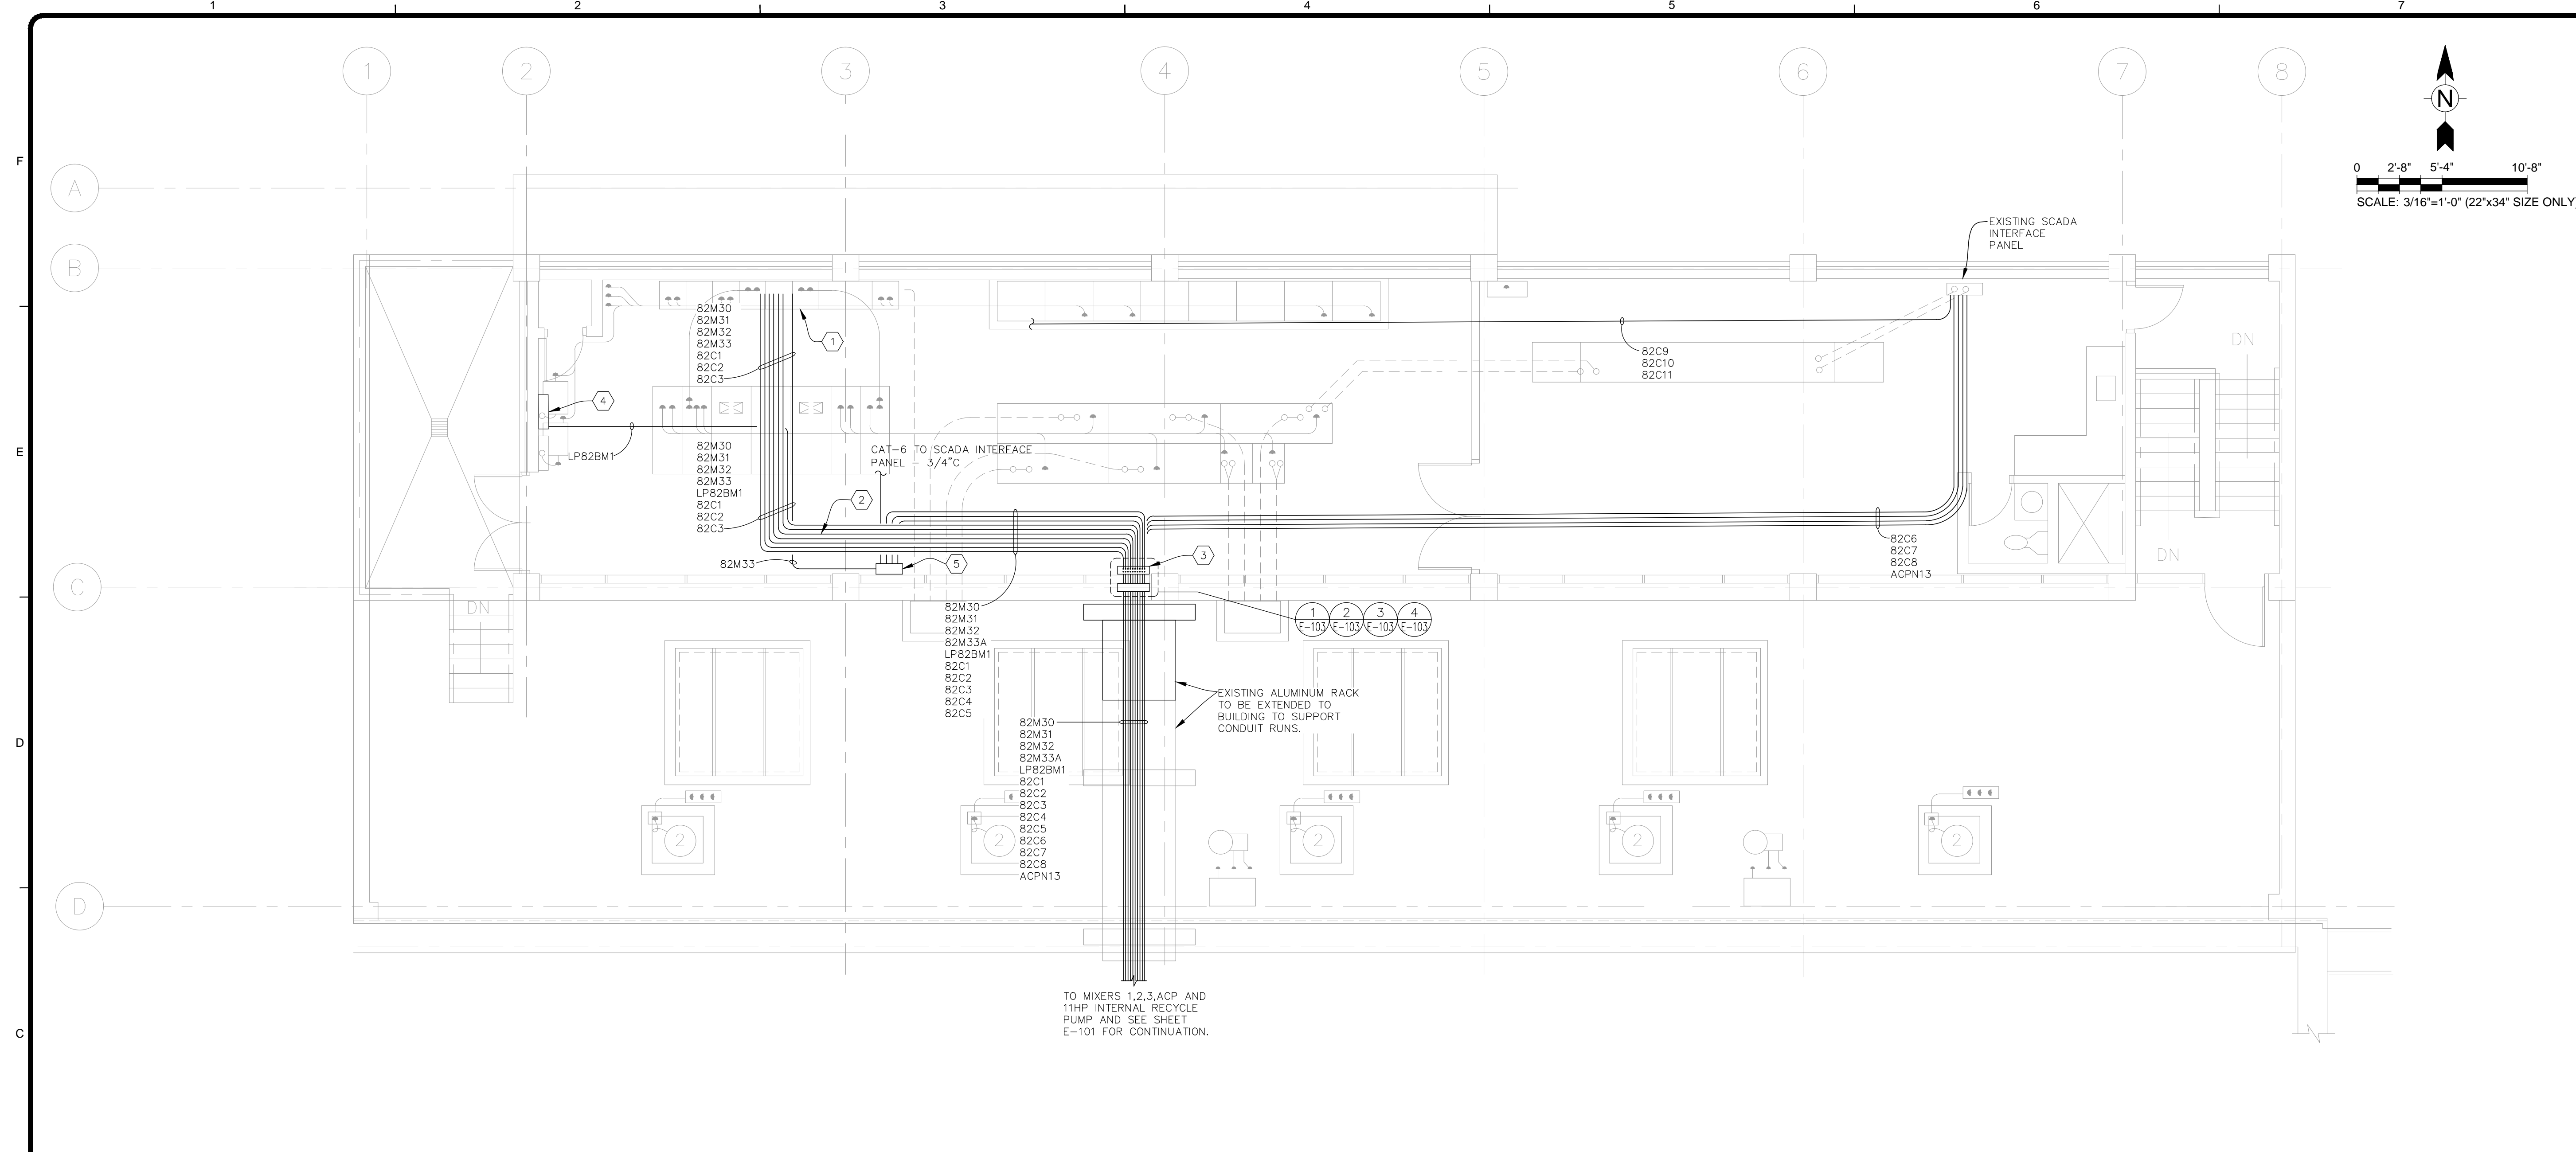 1
2
3
4
5
6
7
F
E
D
C
1
2
3
4
5
6
7
8
A
B
C
D
N
0 2'-8" 5'-4" 10'-8"
SCALE: 3/16"=1'-0" (22"x34" SIZE ONLY
EXISTING SCADA
INTERFACE
PANEL
82M30
82M31
82M32
82M33
82C1
82C2
82C3
1
82C9
82C10
82C11
4
LP82BM1
82M30
82M31
82M32
82M33
LP82BM1
82C1
82C2
82C3
CAT-6 TO SCADA INTERFACE
PANEL - 3/4"C
2
82M33
5
3
82C6
82C7
82C8
ACPN13
DN
DN
DN
1
E-103
2
E-103
3
E-103
4
E-103
82M30
82M31
82M32
82M33A
LP82BM1
82C1
82C2
82C3
82C4
82C5
EXISTING ALUMINUM RACK
TO BE EXTENDED TO
BUILDING TO SUPPORT
CONDUIT RUNS.
82M30
82M31
82M32
82M33A
LP82BM1
82C1
82C2
82C3
82C4
82C5
82C6
82C7
82C8
ACPN13
2
2
2
2
2
TO MIXERS 1,2,3,ACP AND
11HP INTERNAL RECYCLE
PUMP AND SEE SHEET
E-101 FOR CONTINUATION.